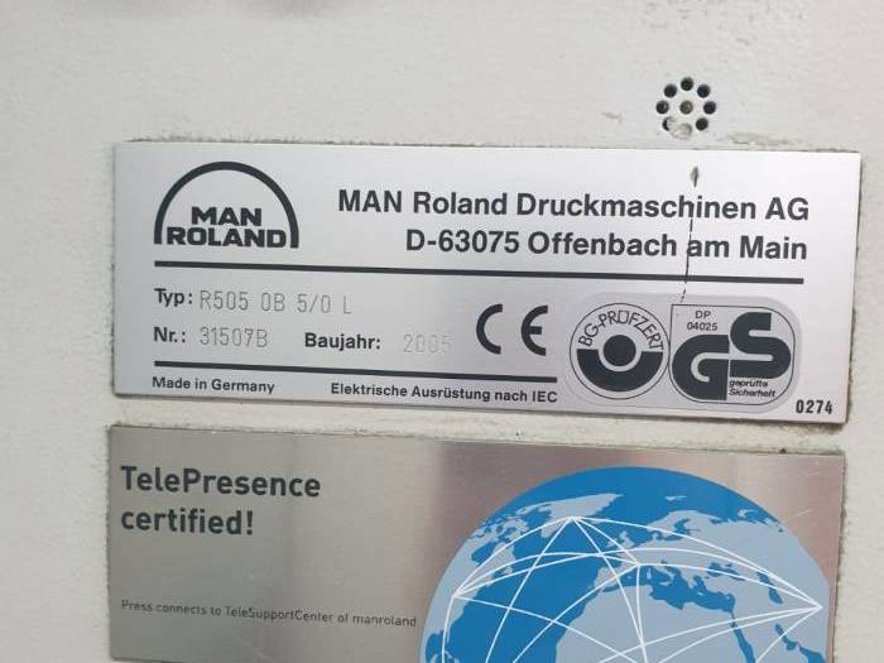 MAN
ROLAND
MAN Roland Druckmaschinen AG
D-63075 Offenbach am Main
Typ: R505 OB 5/0 L
Nr.: 31507B Baujahr: 2005
CE
BG-PRÜFZERT
DP
04025
GS
geprüfte
Sicherheit
Made in Germany
Elektrische Ausrüstung nach IEC
0274
TelePresence
certified!
Press connects to TeleSupportCenter of manroland